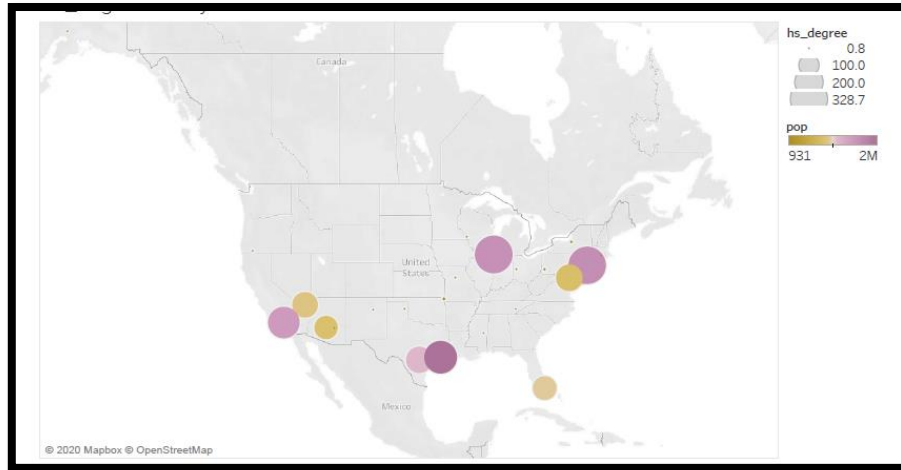 hs_degree
0.8
100.0
200.0
328.7
pop
931 2M
Canada
United
States
Mexico
© 2020 Mapbox © OpenStreetMap